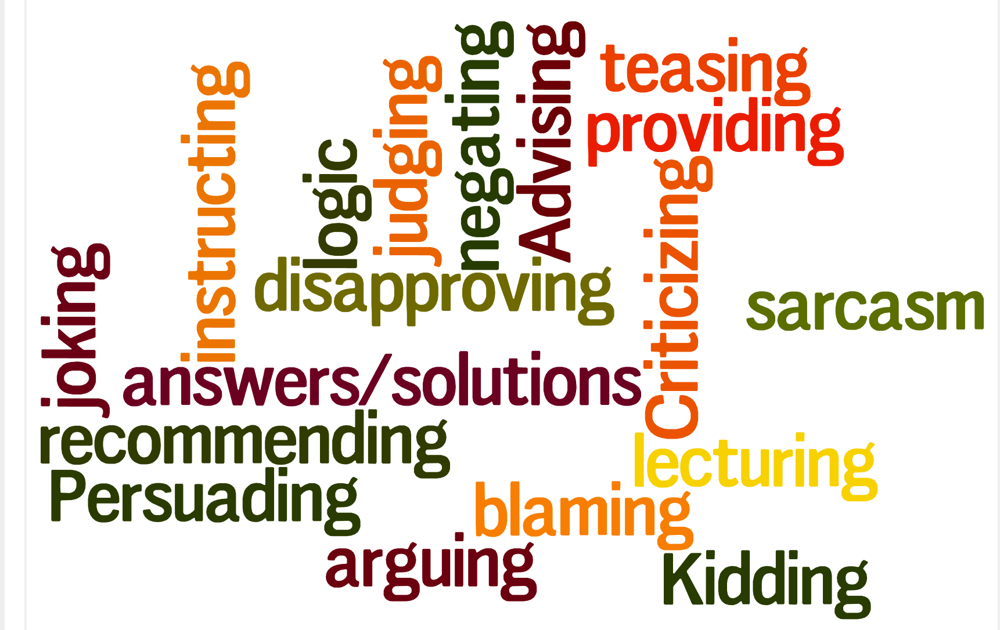 teasing
providing
Advising
negating
judging
logic
instructing
joking
disapproving
Criticizing
sarcasm
answers/solutions
recommending
lecturing
Persuading
blaming
arguing
Kidding